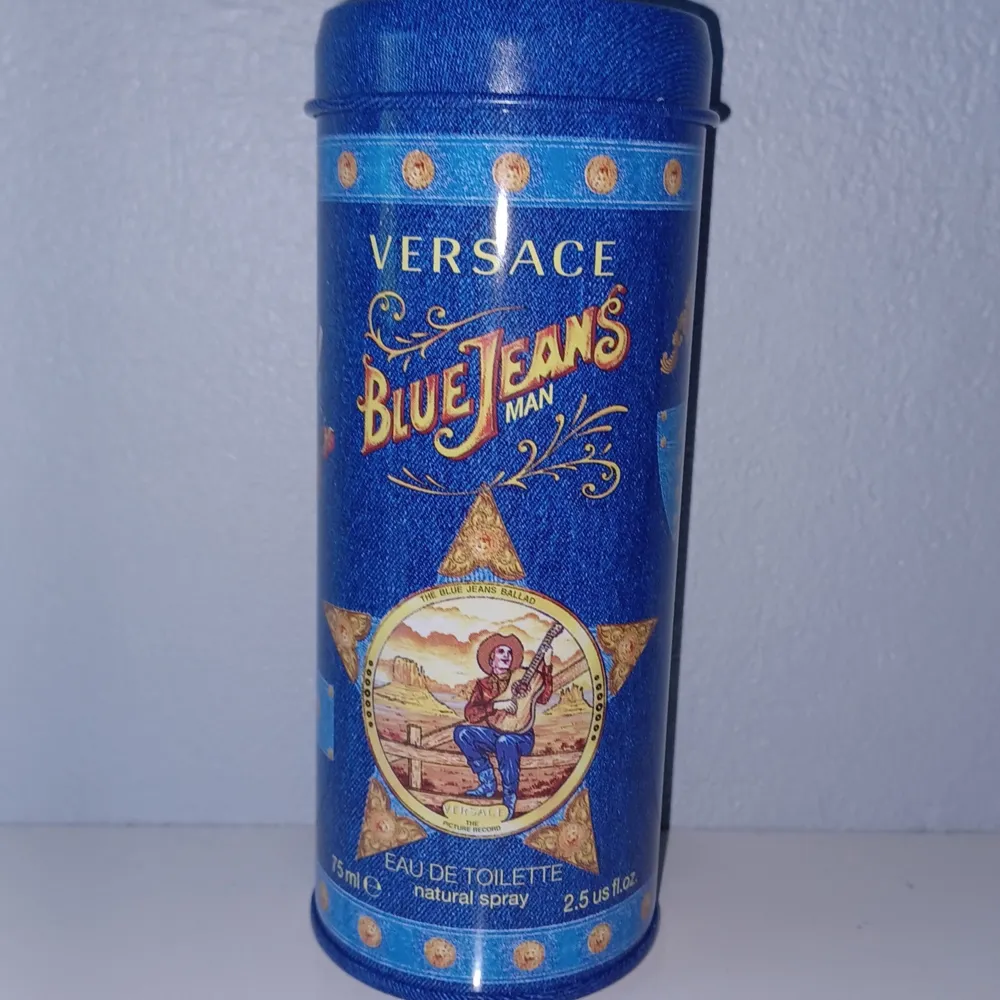 VERSACE
BLUE JEANS
MAN
THE BLUE JEANS BALLAD
VERSACE
THE
PICTURE RECORD
75 ml e
EAU DE TOILETTE
natural spray
2.5 us fl.oz.